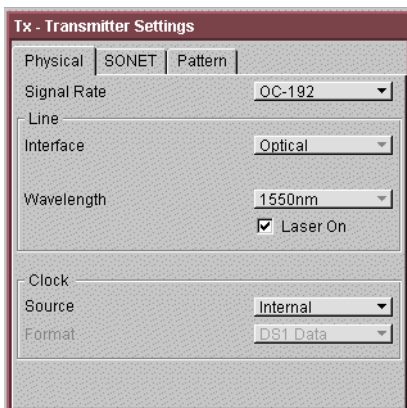 Tx - Transmitter Settings
Physical SONET Pattern
Signal Rate OC-192
Line
Interface Optical
Wavelength 1550nm
Laser On
Clock
Source Internal
Format DS1 Data